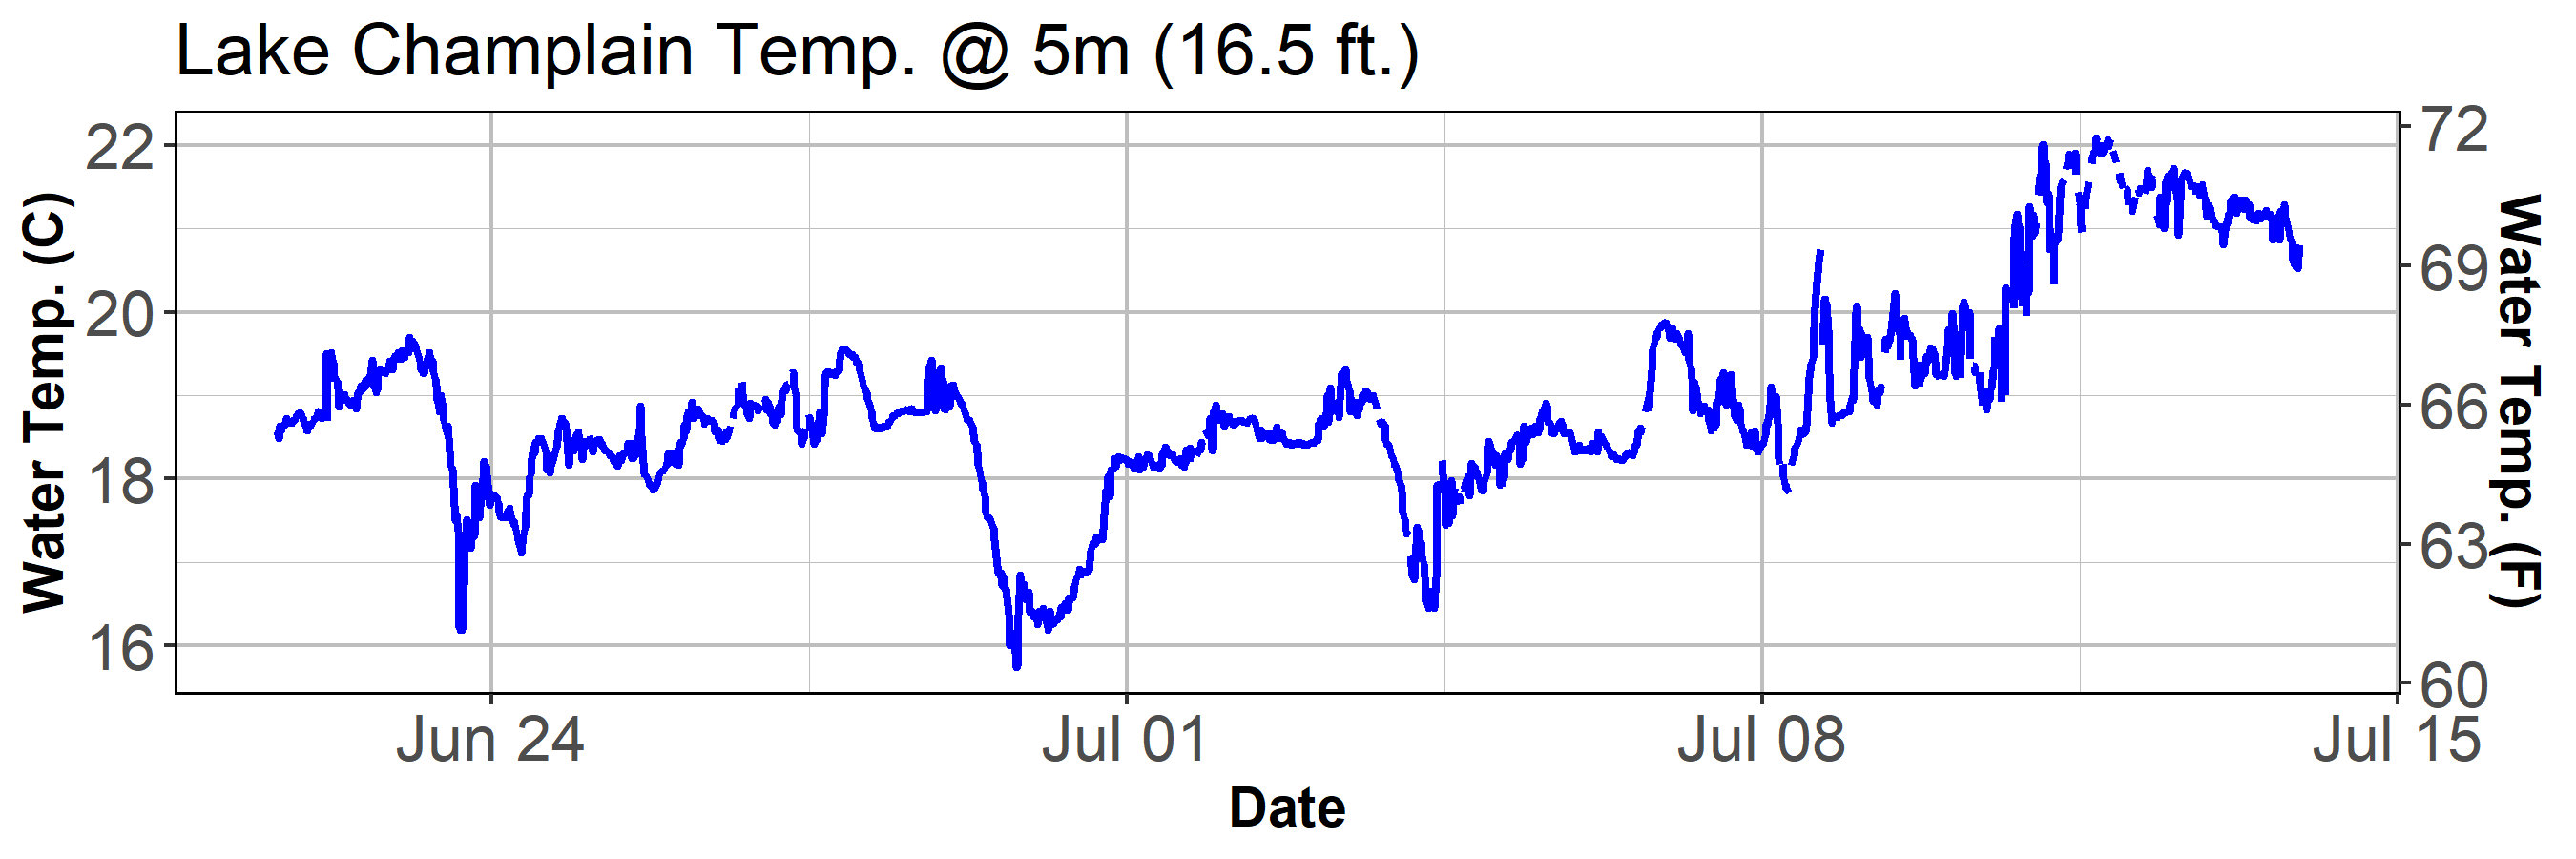 Lake Champlain Temp. @ 5m (16.5 ft.)
Water Temp. (C)
22
20
18
16
72
69
66
63
60
Water Temp. (F)
Jun 24
Jul 01
Jul 08
Jul 15
Date